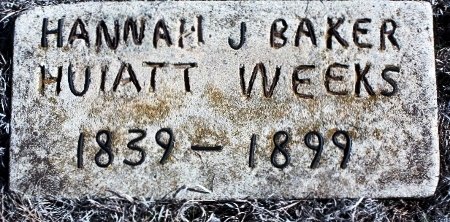 HANNAH J BAKER
HUIATT WEEKS
1839 - 1899